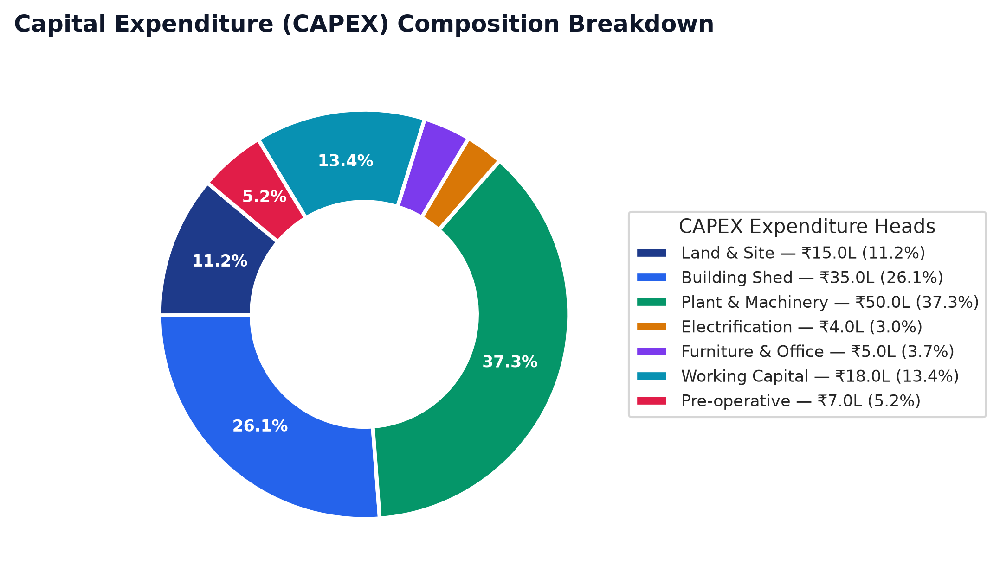 Capital Expenditure (CAPEX) Composition Breakdown
13.4%
5.2%
11.2%
37.3%
26.1%
CAPEX Expenditure Heads
Land & Site — ₹15.0L (11.2%)
Building Shed — ₹35.0L (26.1%)
Plant & Machinery — ₹50.0L (37.3%)
Electrification — ₹4.0L (3.0%)
Furniture & Office — ₹5.0L (3.7%)
Working Capital — ₹18.0L (13.4%)
Pre-operative — ₹7.0L (5.2%)